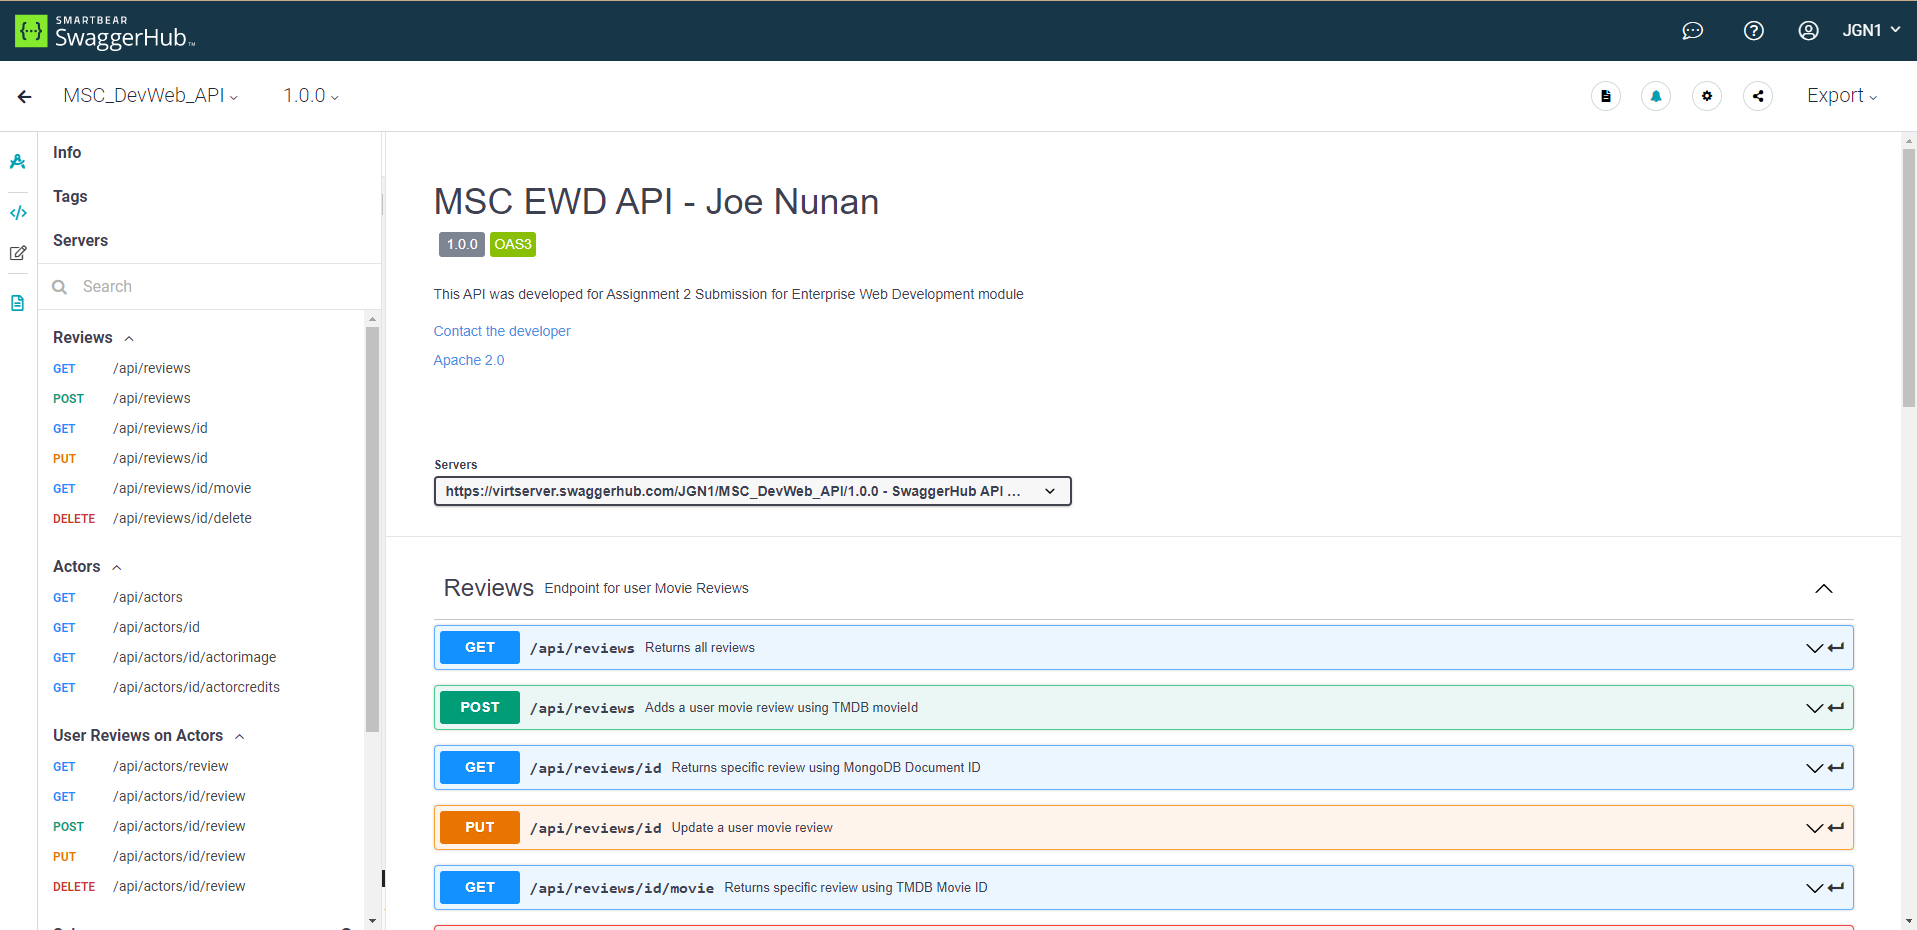 SMARTBEAR
SwaggerHub™
JGN1
MSC_DevWeb_API
1.0.0
Export
Info
Tags
Servers
Search
Reviews
GET /api/reviews
POST /api/reviews
GET /api/reviews/id
PUT /api/reviews/id
GET /api/reviews/id/movie
DELETE /api/reviews/id/delete
Actors
GET /api/actors
GET /api/actors/id
GET /api/actors/id/actorimage
GET /api/actors/id/actorcredits
User Reviews on Actors
GET /api/actors/review
GET /api/actors/id/review
POST /api/actors/id/review
PUT /api/actors/id/review
DELETE /api/actors/id/review
MSC EWD API - Joe Nunan
1.0.0 OAS3
This API was developed for Assignment 2 Submission for Enterprise Web Development module
Contact the developer
Apache 2.0
Servers
https://virtserver.swaggerhub.com/JGN1/MSC_DevWeb_API/1.0.0 - SwaggerHub API ...
Reviews Endpoint for user Movie Reviews
GET /api/reviews Returns all reviews
POST /api/reviews Adds a user movie review using TMDB movieId
GET /api/reviews/id Returns specific review using MongoDB Document ID
PUT /api/reviews/id Update a user movie review
GET /api/reviews/id/movie Returns specific review using TMDB Movie ID